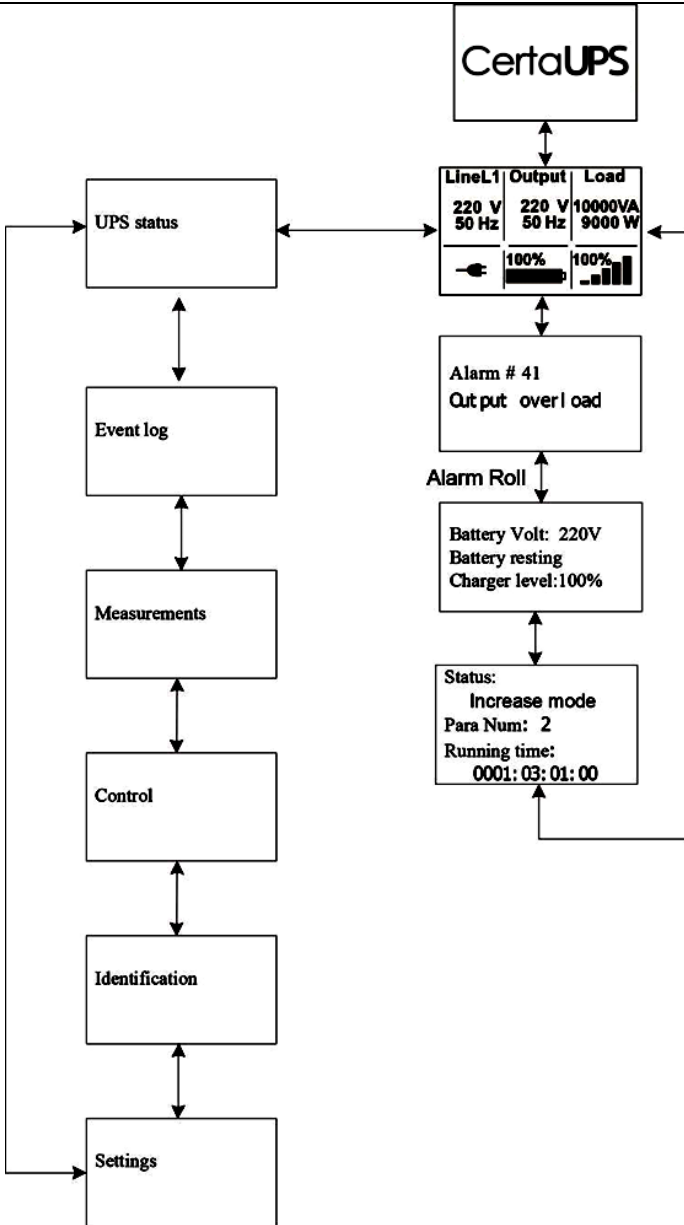 CertaUPS
LineL1 Output Load
220 V 220 V 10000VA
50 Hz 50 Hz 9000 W
100% 100%
Alarm # 41
Output overload
Alarm Roll
Battery Volt: 220V
Battery resting
Charger level:100%
Status:
Increase mode
Para Num: 2
Running time:
0001:03:01:00
UPS status
Event log
Measurements
Control
Identification
Settings